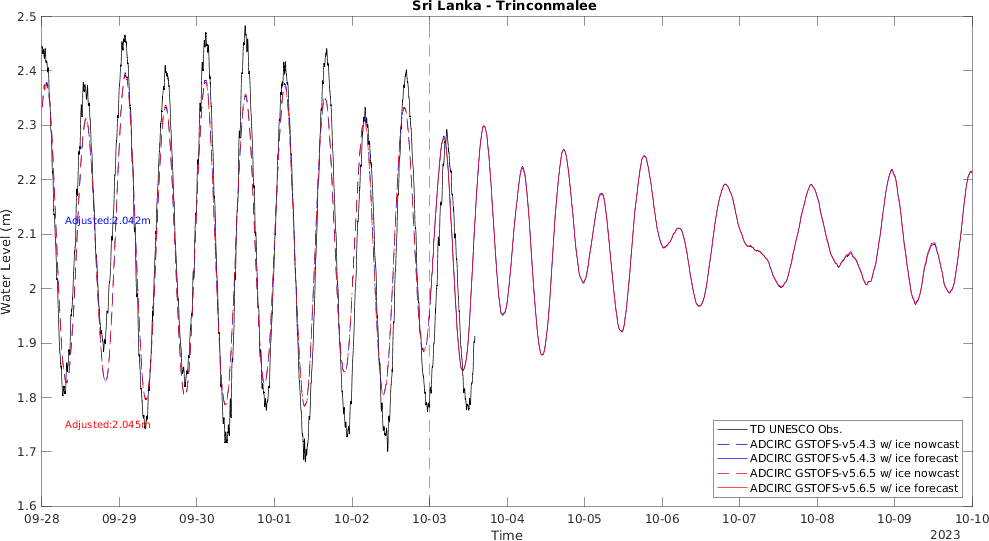 Sri Lanka - Trinconmalee
2.5
2.4
2.3
2.2
2.1
2
1.9
1.8
1.7
1.6
Water Level (m)
Adjusted:2.042m
Adjusted:2.045m
TD UNESCO Obs.
ADCIRC GSTOFS-v5.4.3 w/ ice nowcast
ADCIRC GSTOFS-v5.4.3 w/ ice forecast
ADCIRC GSTOFS-v5.6.5 w/ ice nowcast
ADCIRC GSTOFS-v5.6.5 w/ ice forecast
09-28 09-29 09-30 10-01 10-02 10-03 10-04 10-05 10-06 10-07 10-08 10-09 10-10
Time
2023